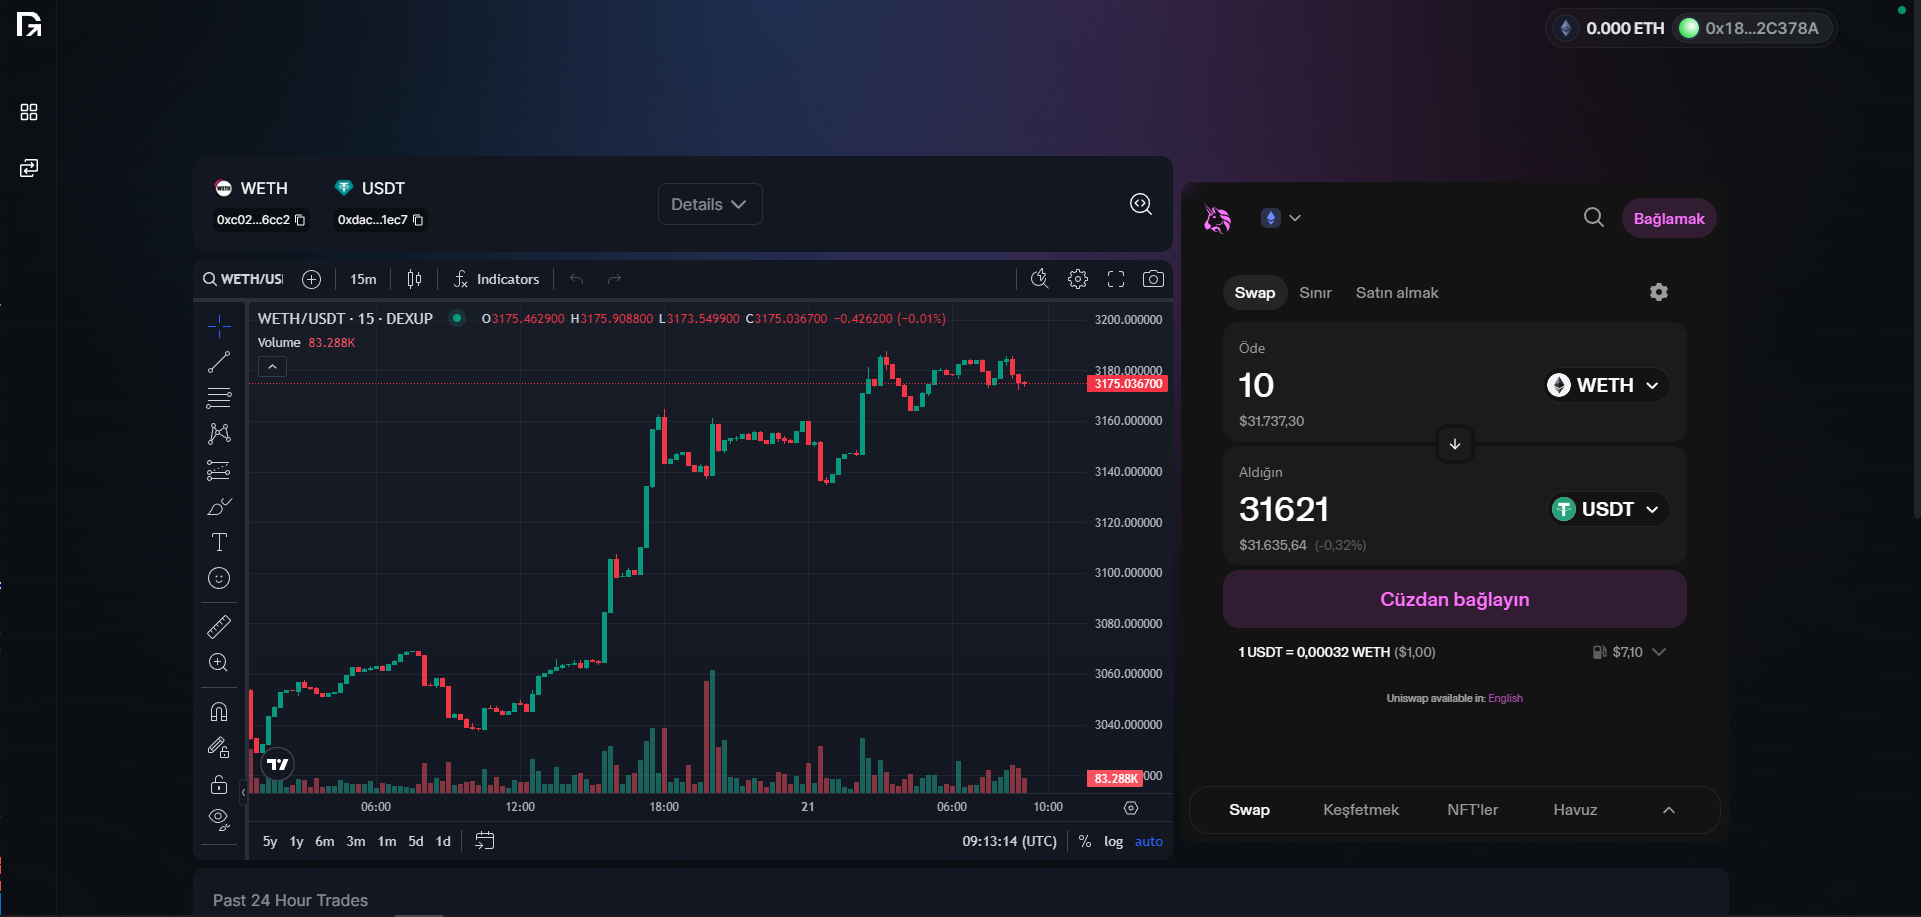 0.000 ETH 0x18...2C378A
WETH USDT
0xc02...6cc2 0xdac...1ec7
Details
WETH/USI 15m Indicators
WETH/USDT · 15 · DEXUP O3175.462900 H3175.908800 L3173.549900 C3175.036700 −0.426200 (−0.01%)
Volume 83.288K
3200.000000
3180.000000
3175.036700
3160.000000
3140.000000
3120.000000
3100.000000
3080.000000
3060.000000
3040.000000
83.288K
06:00 12:00 18:00 21 06:00 10:00
5y 1y 6m 3m 1m 5d 1d 09:13:14 (UTC) % log auto
Past 24 Hour Trades
Bağlamak
Swap Sınır Satın almak
Öde
10 WETH
$31.737,30
Aldığın
31621 USDT
$31.635,64 (-0,32%)
Cüzdan bağlayın
1 USDT = 0,00032 WETH ($1,00) $7,10
Uniswap available in: English
Swap Keşfetmek NFT'ler Havuz